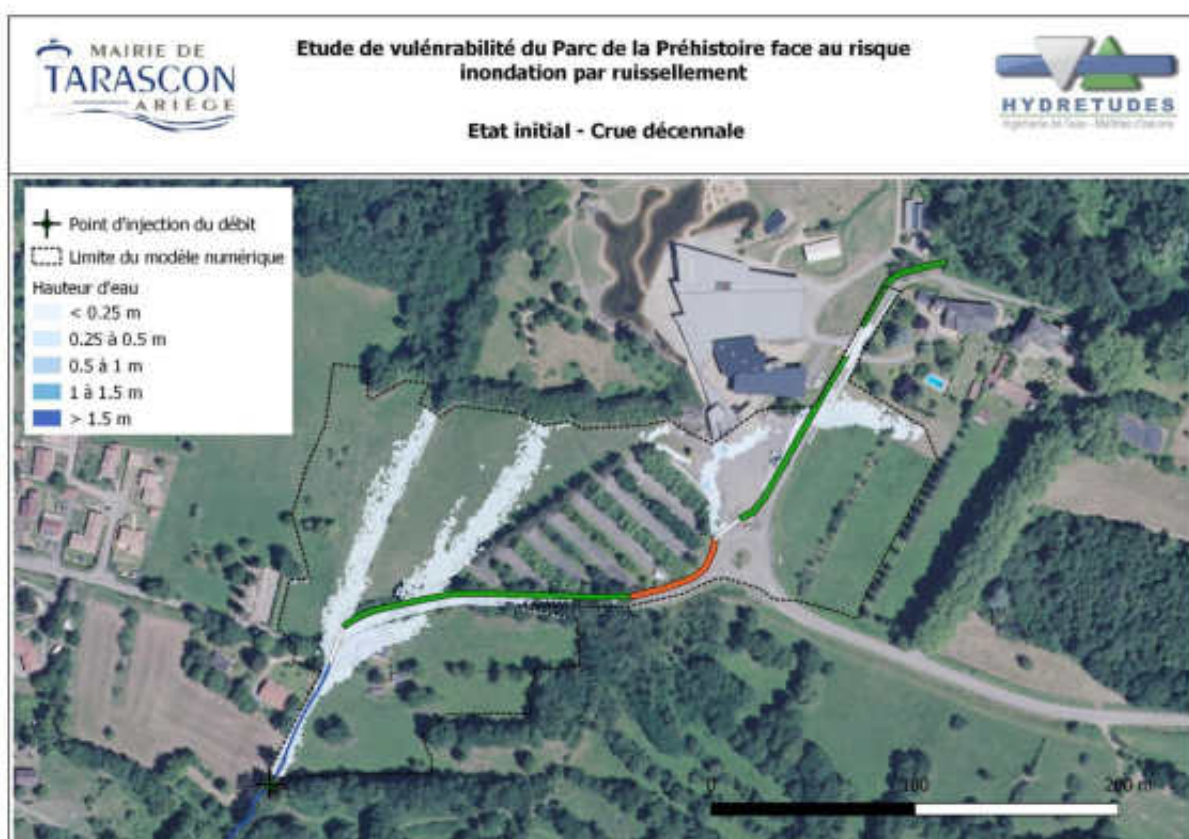 MAIRIE DE
TARASCON
ARIÈGE
Etude de vulénrabilité du Parc de la Préhistoire face au risque
inondation par ruissellement
Etat initial - Crue décennale
HYDRETUDES
Point d'injection du débit
Limite du modèle numérique
Hauteur d'eau
< 0.25 m
0.25 à 0.5 m
0.5 à 1 m
1 à 1.5 m
> 1.5 m
0 100 200 m